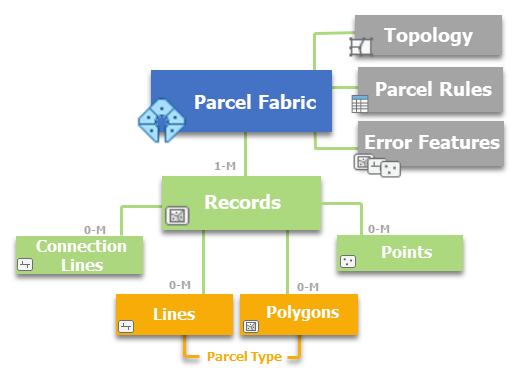 Topology
Parcel Fabric
Parcel Rules
Error Features
1-M
Records
0-M
0-M
Connection
Lines
Points
0-M
0-M
Lines
Polygons
Parcel Type